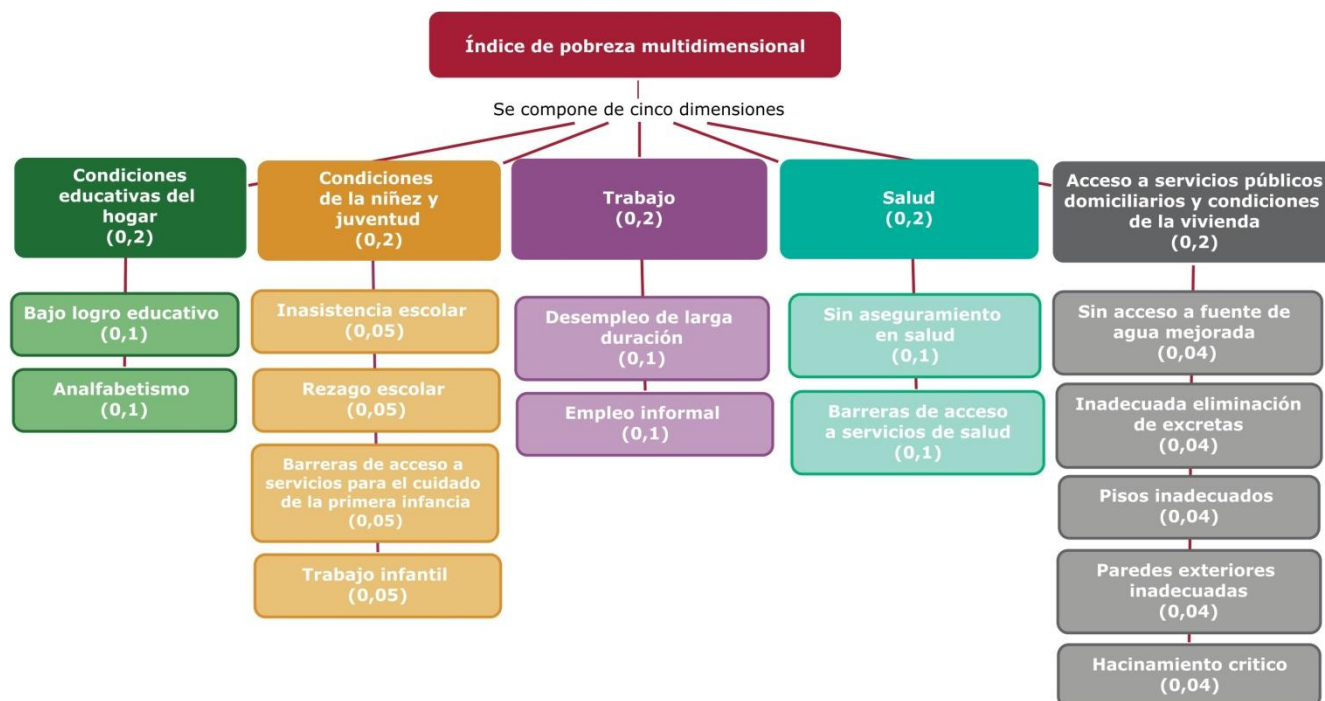 Índice de pobreza multidimensional
Se compone de cinco dimensiones
Condiciones
educativas del
hogar
(0,2)
Bajo logro educativo
(0,1)
Analfabetismo
(0,1)
Condiciones
de la niñez y
juventud
(0,2)
Inasistencia escolar
(0,05)
Rezago escolar
(0,05)
Barreras de acceso a
servicios para el cuidado
de la primera infancia
(0,05)
Trabajo infantil
(0,05)
Trabajo
(0,2)
Desempleo de larga
duración
(0,1)
Empleo informal
(0,1)
Salud
(0,2)
Sin aseguramiento
en salud
(0,1)
Barreras de acceso
a servicios de salud
(0,1)
Acceso a servicios públicos
domiciliarios y condiciones
de la vivienda
(0,2)
Sin acceso a fuente de
agua mejorada
(0,04)
Inadecuada eliminación
de excretas
(0,04)
Pisos inadecuados
(0,04)
Paredes exteriores
inadecuadas
(0,04)
Hacinamiento critico
(0,04)